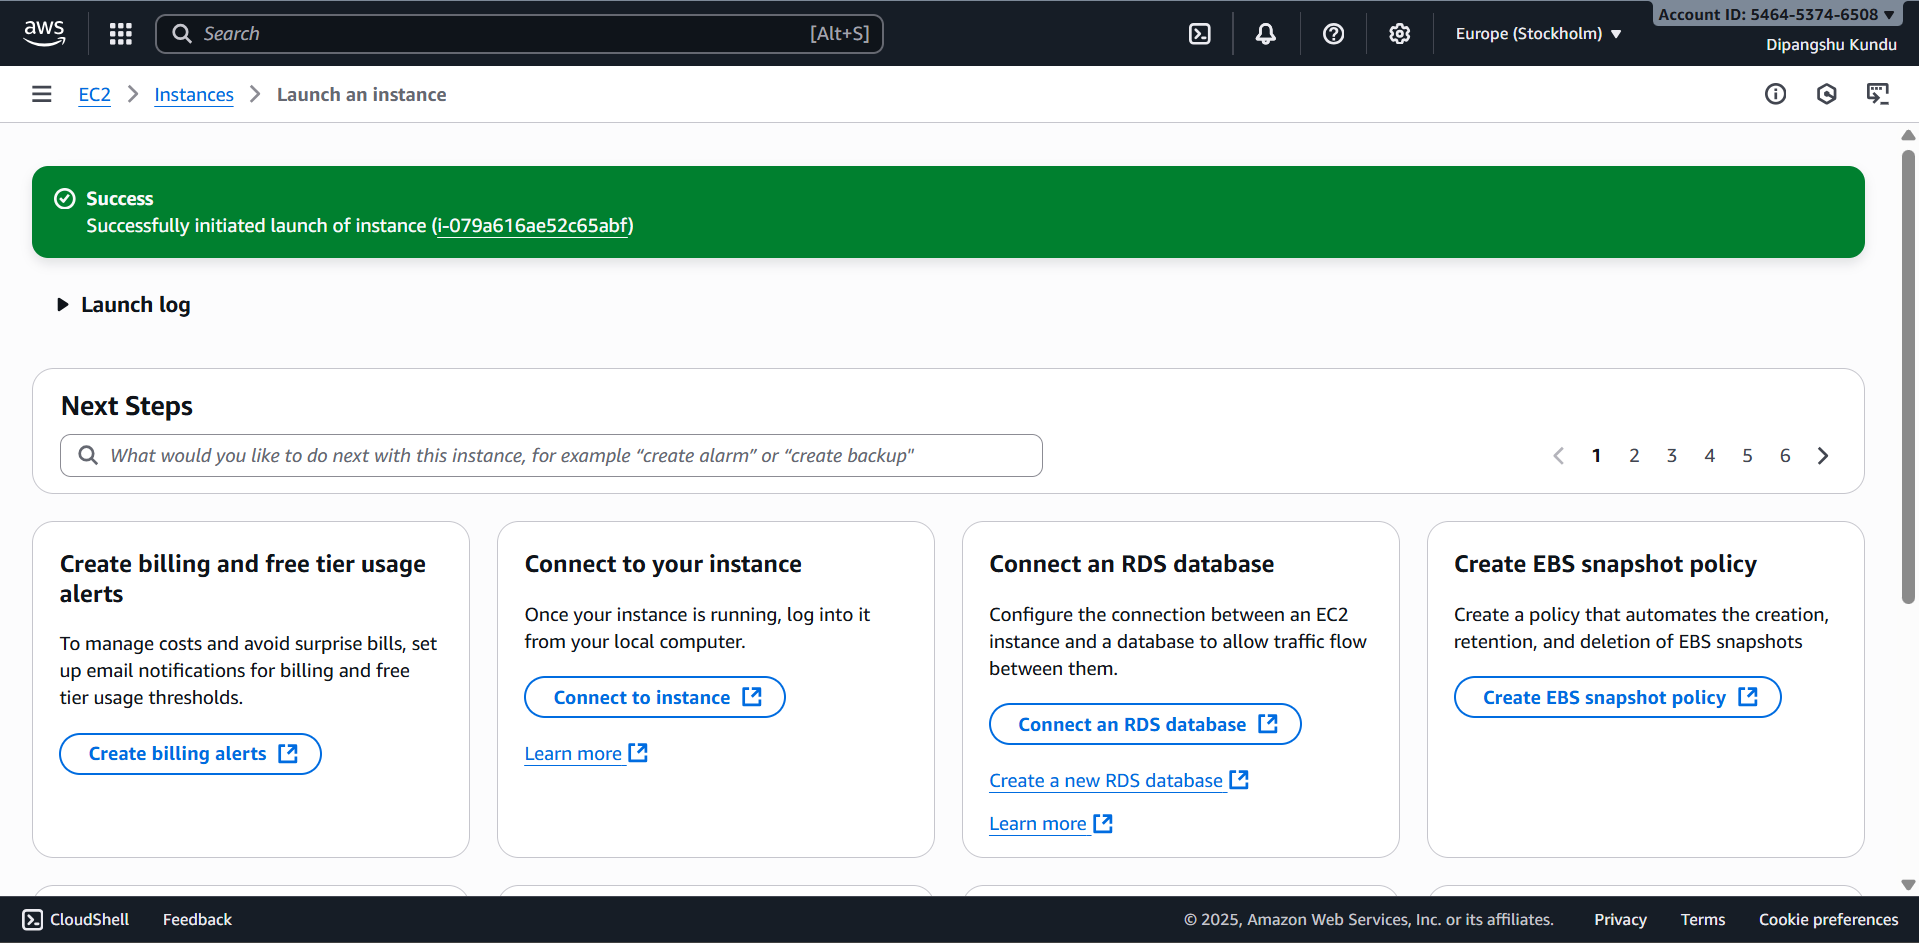 aws
Search
[Alt+S]
Europe (Stockholm)
Account ID: 5464-5374-6508
Dipangshu Kundu
EC2
Instances
Launch an instance
Success
Successfully initiated launch of instance (i-079a616ae52c65abf)
Launch log
Next Steps
What would you like to do next with this instance, for example “create alarm” or “create backup"
1 2 3 4 5 6
Create billing and free tier usage
alerts
To manage costs and avoid surprise bills, set
up email notifications for billing and free
tier usage thresholds.
Create billing alerts
Connect to your instance
Once your instance is running, log into it
from your local computer.
Connect to instance
Learn more
Connect an RDS database
Configure the connection between an EC2
instance and a database to allow traffic flow
between them.
Connect an RDS database
Create a new RDS database
Learn more
Create EBS snapshot policy
Create a policy that automates the creation,
retention, and deletion of EBS snapshots
Create EBS snapshot policy
CloudShell
Feedback
© 2025, Amazon Web Services, Inc. or its affiliates.
Privacy
Terms
Cookie preferences